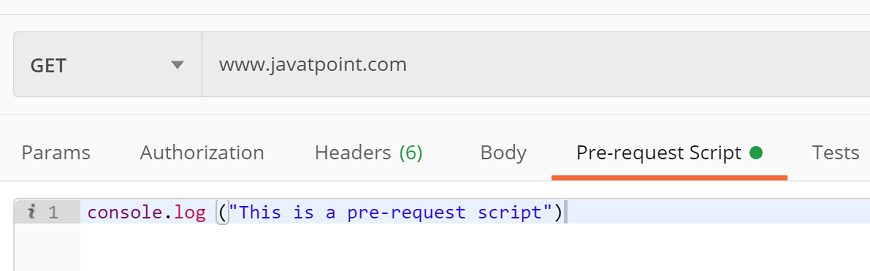 GET www.javatpoint.com
Params Authorization Headers (6) Body Pre-request Script Tests
i 1 console.log ("This is a pre-request script")